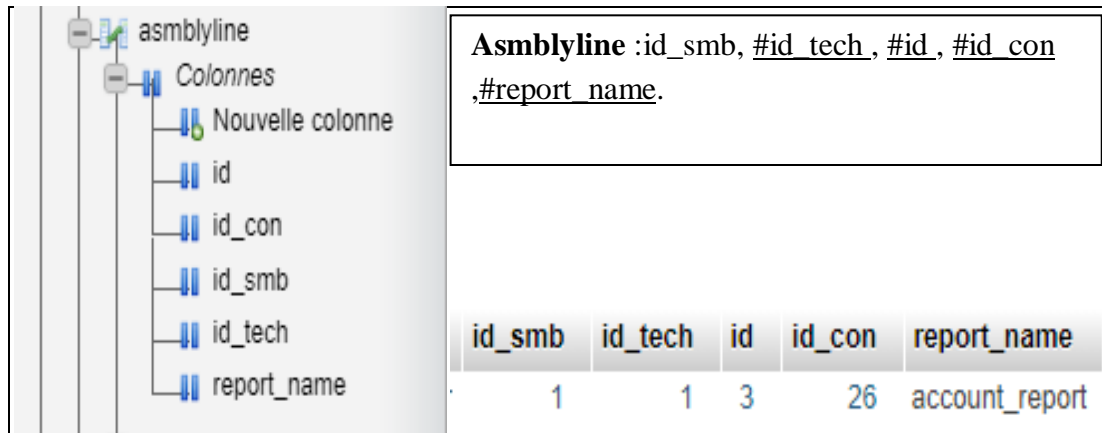 asmblyline
Colonnes
Nouvelle colonne
id
id_con
id_smb
id_tech
report_name
Asmblyline :id_smb, #id_tech , #id , #id_con
,#report_name.
id_smb id_tech id id_con report_name
1 1 3 26 account_report